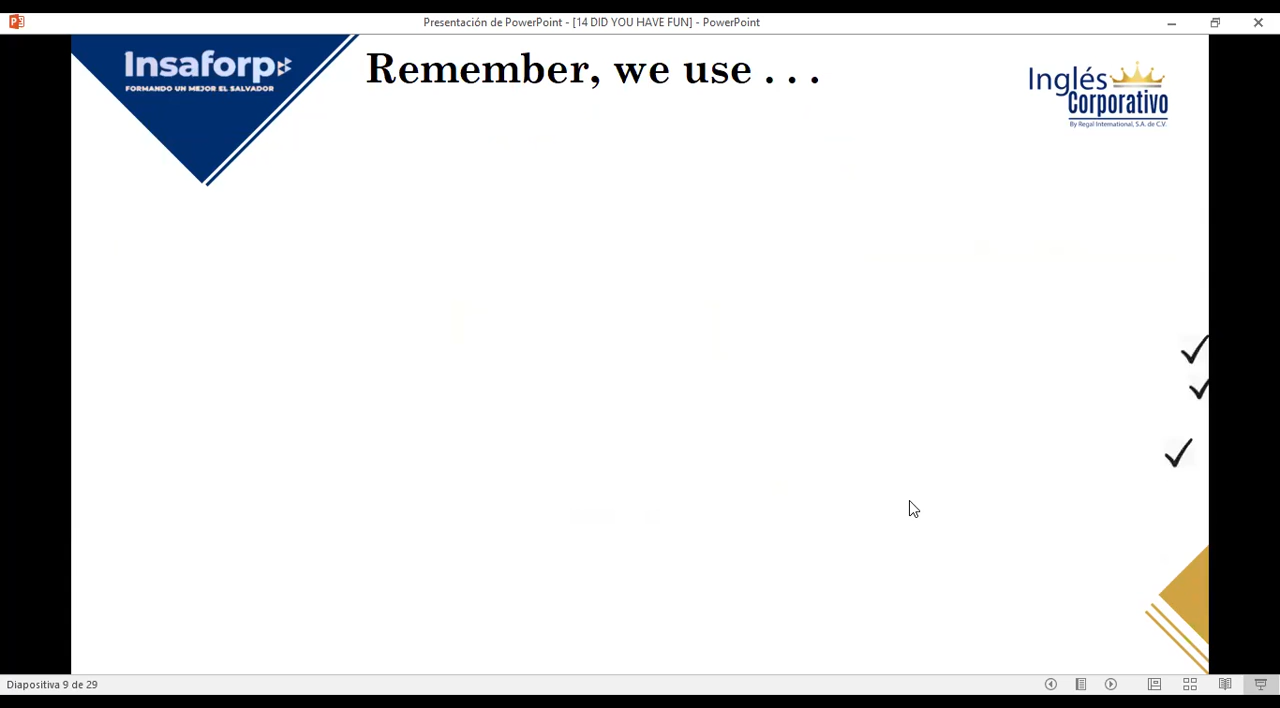 Presentación de PowerPoint - [14 DID YOU HAVE FUN] - PowerPoint
Insaforp
FORMANDO UN MEJOR EL SALVADOR
Remember, we use . . .
Inglés
Corporativo
By Regal International, S.A. de C.V.
Diapositiva 9 de 29